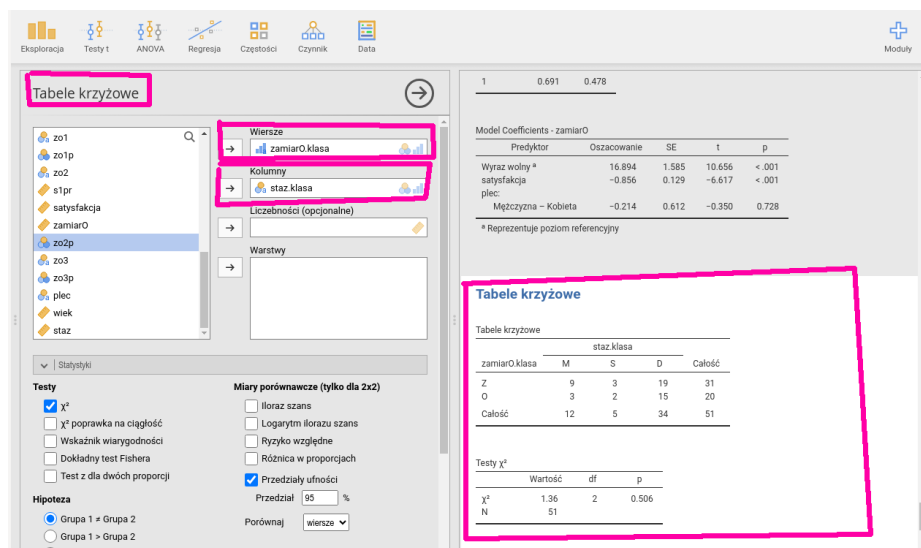 Eksploracja Testy t ANOVA Regresja Częstości Czynnik Data Moduły
Tabele krzyżowe
zo1
zo1p
zo2
s1pr
satysfakcja
zamiarO
zo2p
zo3
zo3p
plec
wiek
staz
Wiersze
zamiarO.klasa
Kolumny
staz.klasa
Liczebności (opcjonalne)
Warstwy
Statystyki
Testy
χ²
χ² poprawka na ciągłość
Wskaźnik wiarygodności
Dokładny test Fishera
Test z dla dwóch proporcji
Hipoteza
Grupa 1 ≠ Grupa 2
Grupa 1 > Grupa 2
Miary porównawcze (tylko dla 2x2)
Iloraz szans
Logarytm ilorazu szans
Ryzyko względne
Różnica w proporcjach
Przedziały ufności
Przedział 95 %
Porównaj wiersze
1 0.691 0.478
Model Coefficients - zamiarO
Predyktor Oszacowanie SE t p
Wyraz wolny ª 16.894 1.585 10.656 < .001
satysfakcja −0.856 0.129 −6.617 < .001
plec:
Mężczyzna – Kobieta −0.214 0.612 −0.350 0.728
ª Reprezentuje poziom referencyjny
Tabele krzyżowe
Tabele krzyżowe
staz.klasa
zamiarO.klasa M S D Całość
Z 9 3 19 31
O 3 2 15 20
Całość 12 5 34 51
Testy χ²
Wartość df p
χ² 1.36 2 0.506
N 51